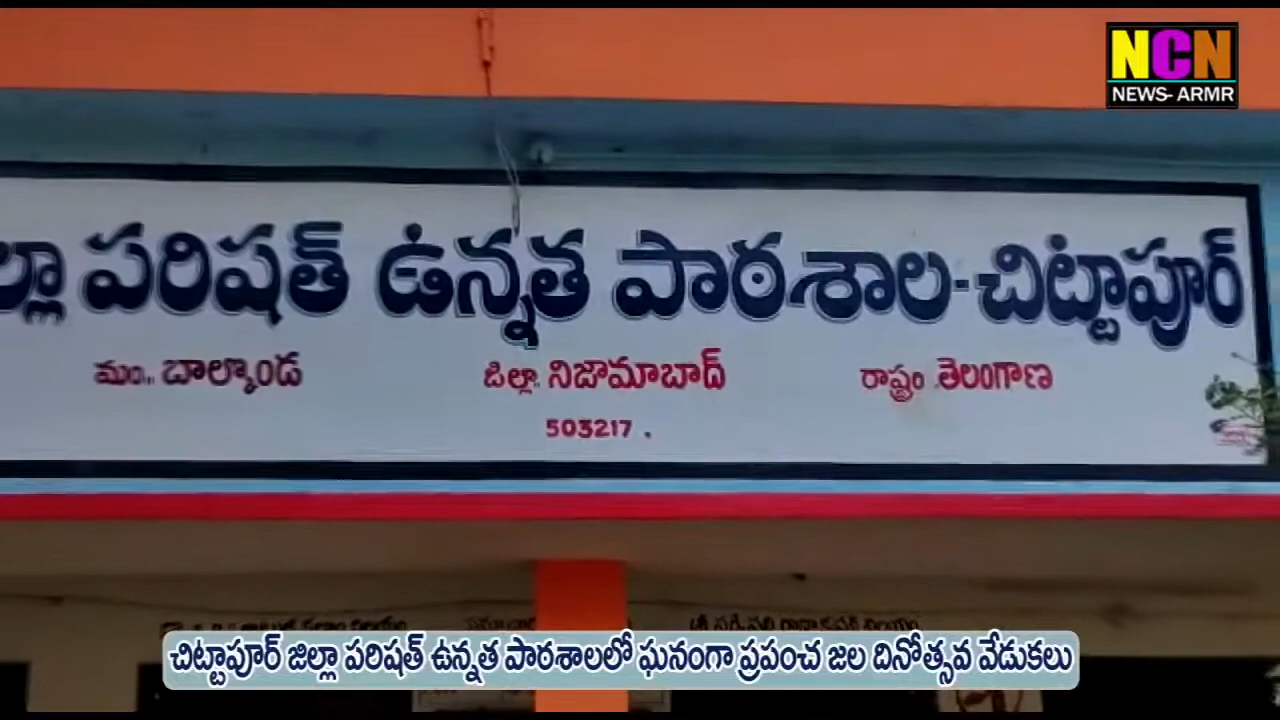 NCN
NEWS- ARMR
ల్లా పరిషత్ ఉన్నత పాఠశాల-చిట్టాపూర్
మం., బాల్కొండ జిల్లా. నిజామాబాద్ రాష్ట్రం .తెలంగాణ
503217 .
చిట్టాపూర్ జిల్లా పరిషత్ ఉన్నత పాఠశాలలో ఘనంగా ప్రపంచ జల దినోత్సవ వేడుకలు